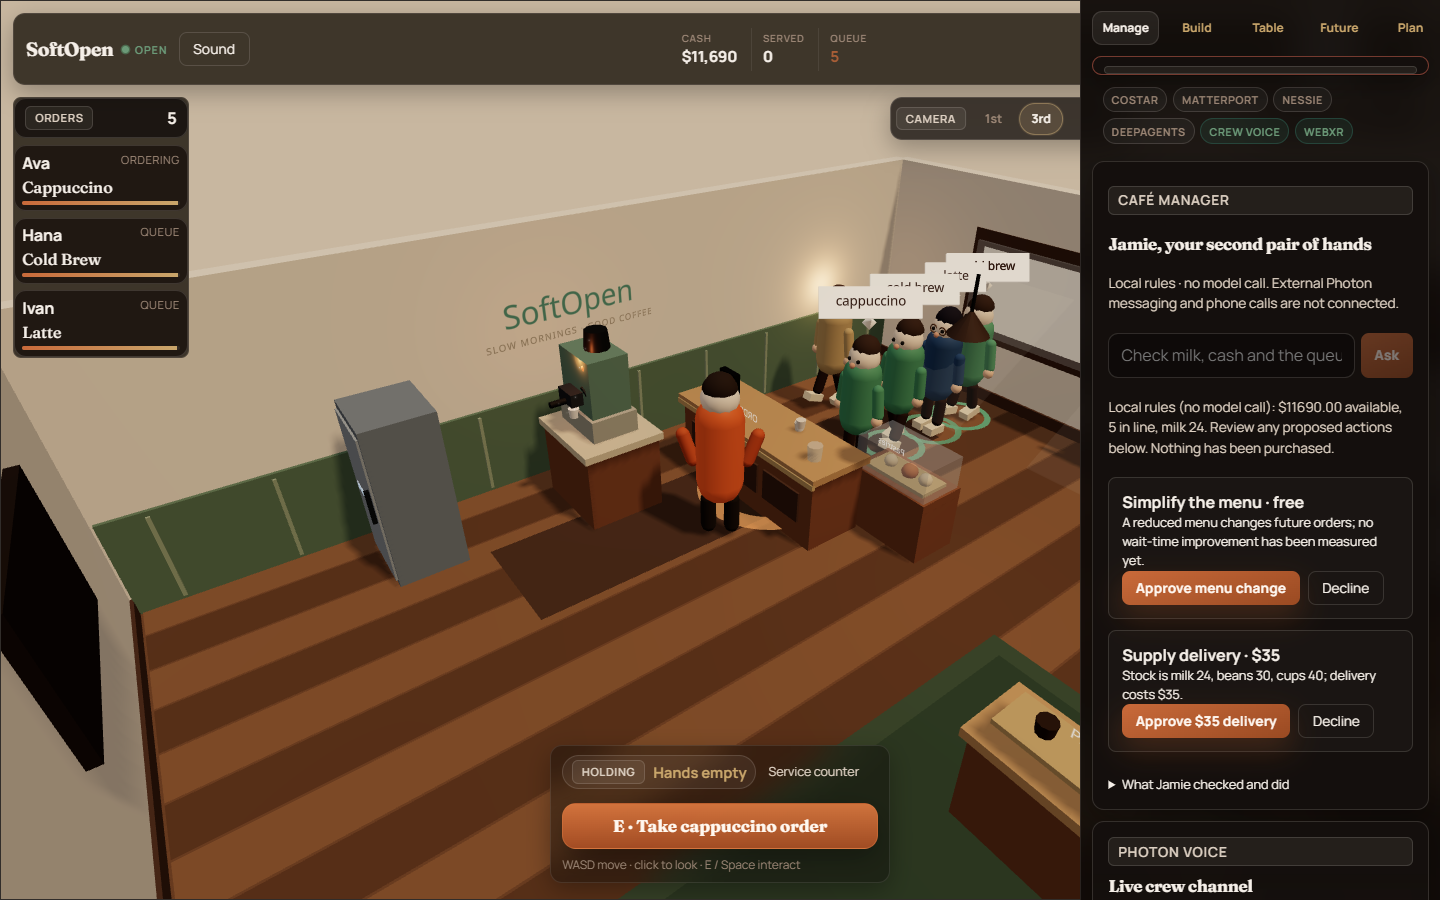 SoftOpen
OPEN
Sound
CASH
$11,690
SERVED
0
QUEUE
5
ORDERS
5
Ava
ORDERING
Cappuccino
Hana
QUEUE
Cold Brew
Ivan
QUEUE
Latte
CAMERA
1st
3rd
SoftOpen
SLOW MORNINGS GOOD COFFEE
cappuccino
cold brew
latte
brew
HOLDING
Hands empty
Service counter
E · Take cappuccino order
WASD move · click to look · E / Space interact
Manage
Build
Table
Future
Plan
COSTAR
MATTERPORT
NESSIE
DEEPAGENTS
CREW VOICE
WEBXR
CAFÉ MANAGER
Jamie, your second pair of hands
Local rules · no model call. External Photon
messaging and phone calls are not connected.
Check milk, cash and the queu
Ask
Local rules (no model call): $11690.00 available,
5 in line, milk 24. Review any proposed actions
below. Nothing has been purchased.
Simplify the menu · free
A reduced menu changes future orders; no
wait-time improvement has been measured
yet.
Approve menu change
Decline
Supply delivery · $35
Stock is milk 24, beans 30, cups 40; delivery
costs $35.
Approve $35 delivery
Decline
What Jamie checked and did
PHOTON VOICE
Live crew channel